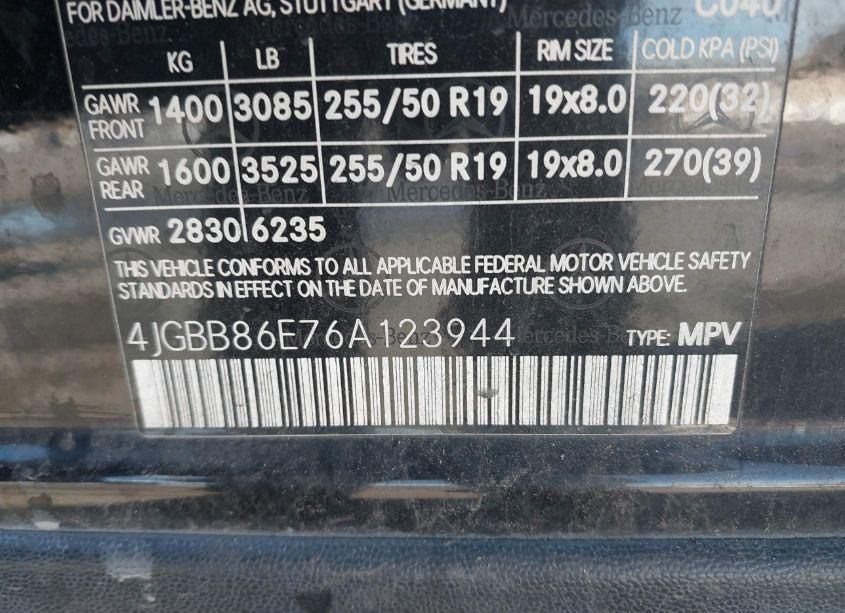 FOR DAIMLER-BENZ AG, STUTTGART (GERMANY) C040
KG LB TIRES RIM SIZE COLD KPA (PSI)
GAWR FRONT 1400 3085 255/50 R19 19x8.0 220(32)
GAWR REAR 1600 3525 255/50 R19 19x8.0 270(39)
GVWR 2830 6235
THIS VEHICLE CONFORMS TO ALL APPLICABLE FEDERAL MOTOR VEHICLE SAFETY
STANDARDS IN EFFECT ON THE DATE OF MANUFACTURE SHOWN ABOVE.
4JGBB86E76A123944 TYPE: MPV